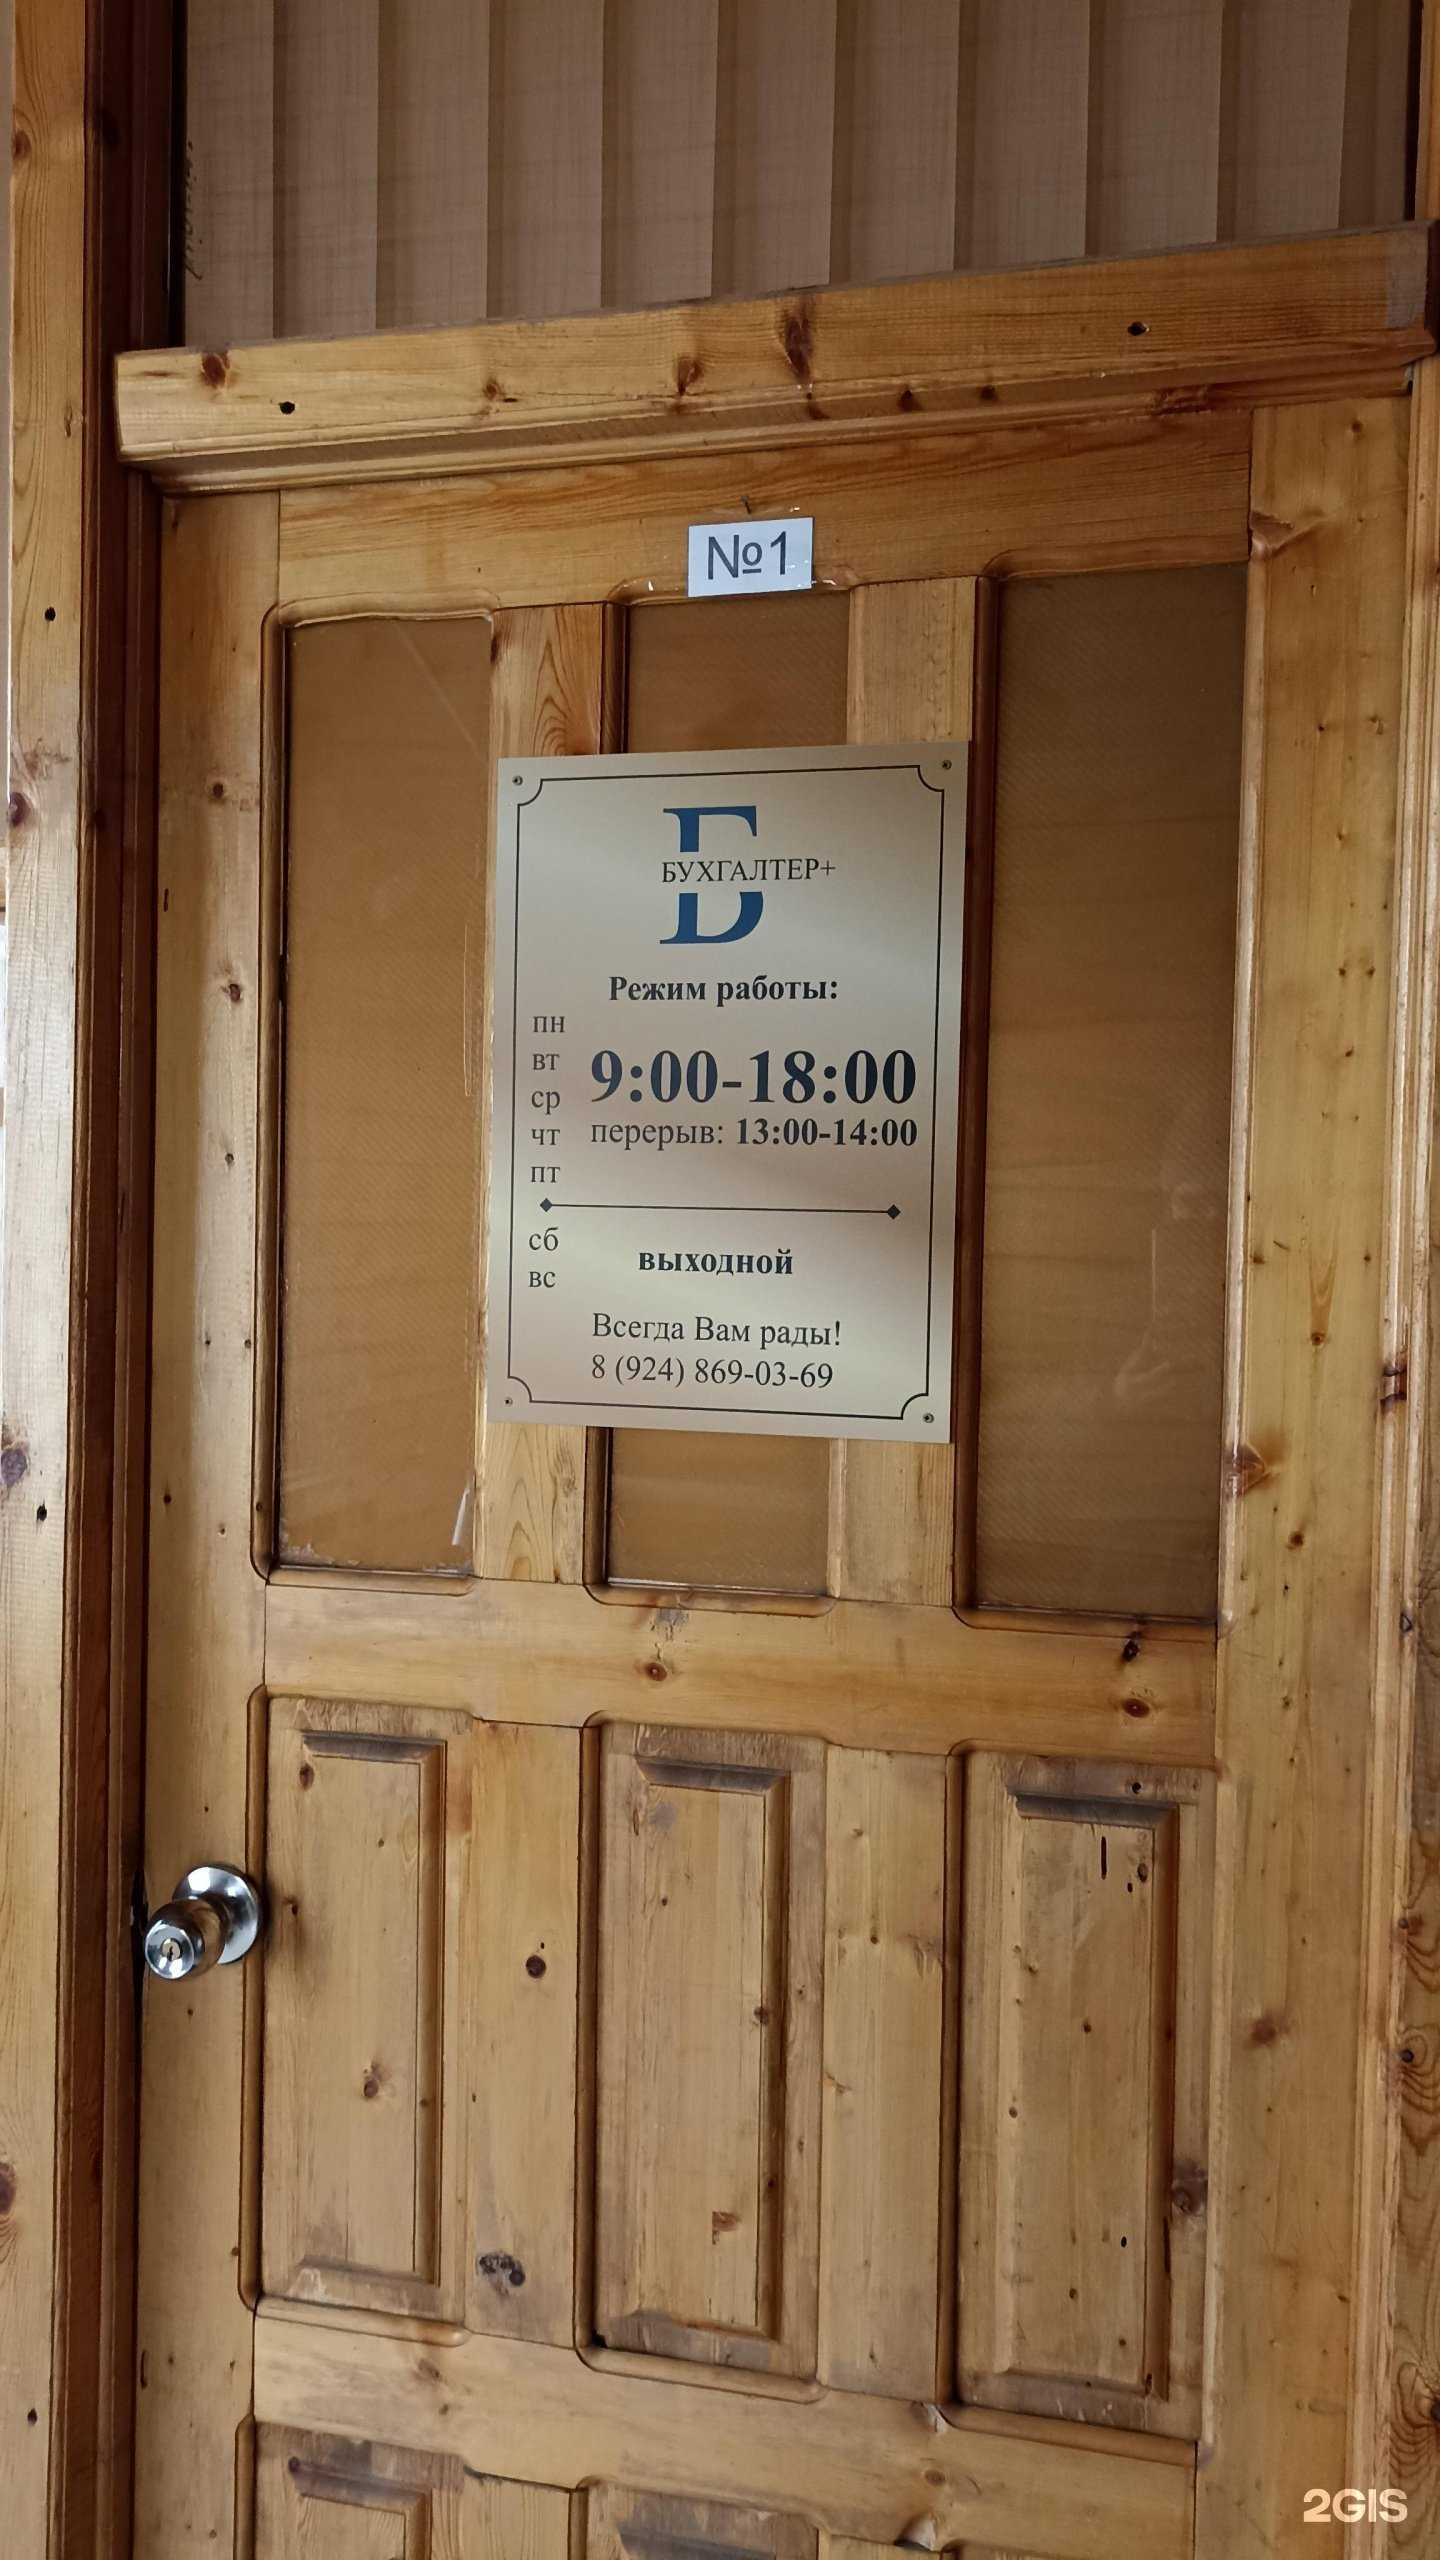 №1
БУХГАЛТЕР+
Режим работы:
пн
вт
9:00-18:00
ср
чт
перерыв: 13:00-14:00
пт
сб
выходной
вс
Всегда Вам рады!
8 (924) 869-03-69
2GIS